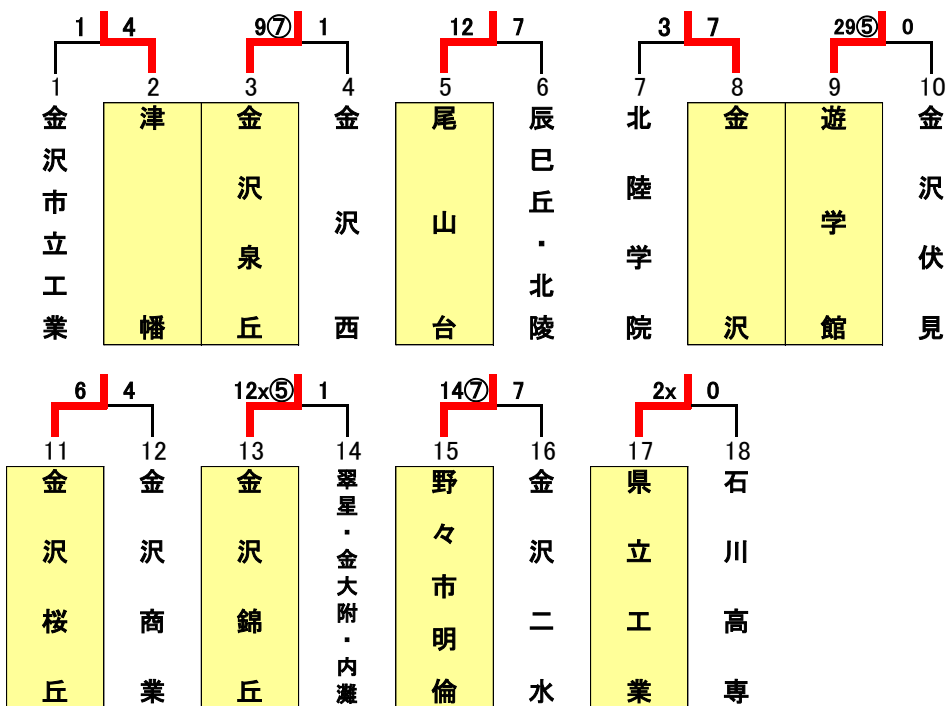 1 4
9⑦ 1
12 7
3 7
29⑤ 0
1 2 3 4 5 6 7 8 9 10
金沢市立工業
津幡
金沢泉丘
金沢西
尾山台
辰巳丘・北陵
北陸学院
金沢
遊学館
金沢伏見
6 4
12x⑤ 1
14⑦ 7
2x 0
11 12 13 14 15 16 17 18
金沢桜丘
金沢商業
金沢錦丘
翠星・金大附・内灘
野々市明倫
金沢二水
県立工業
石川高専